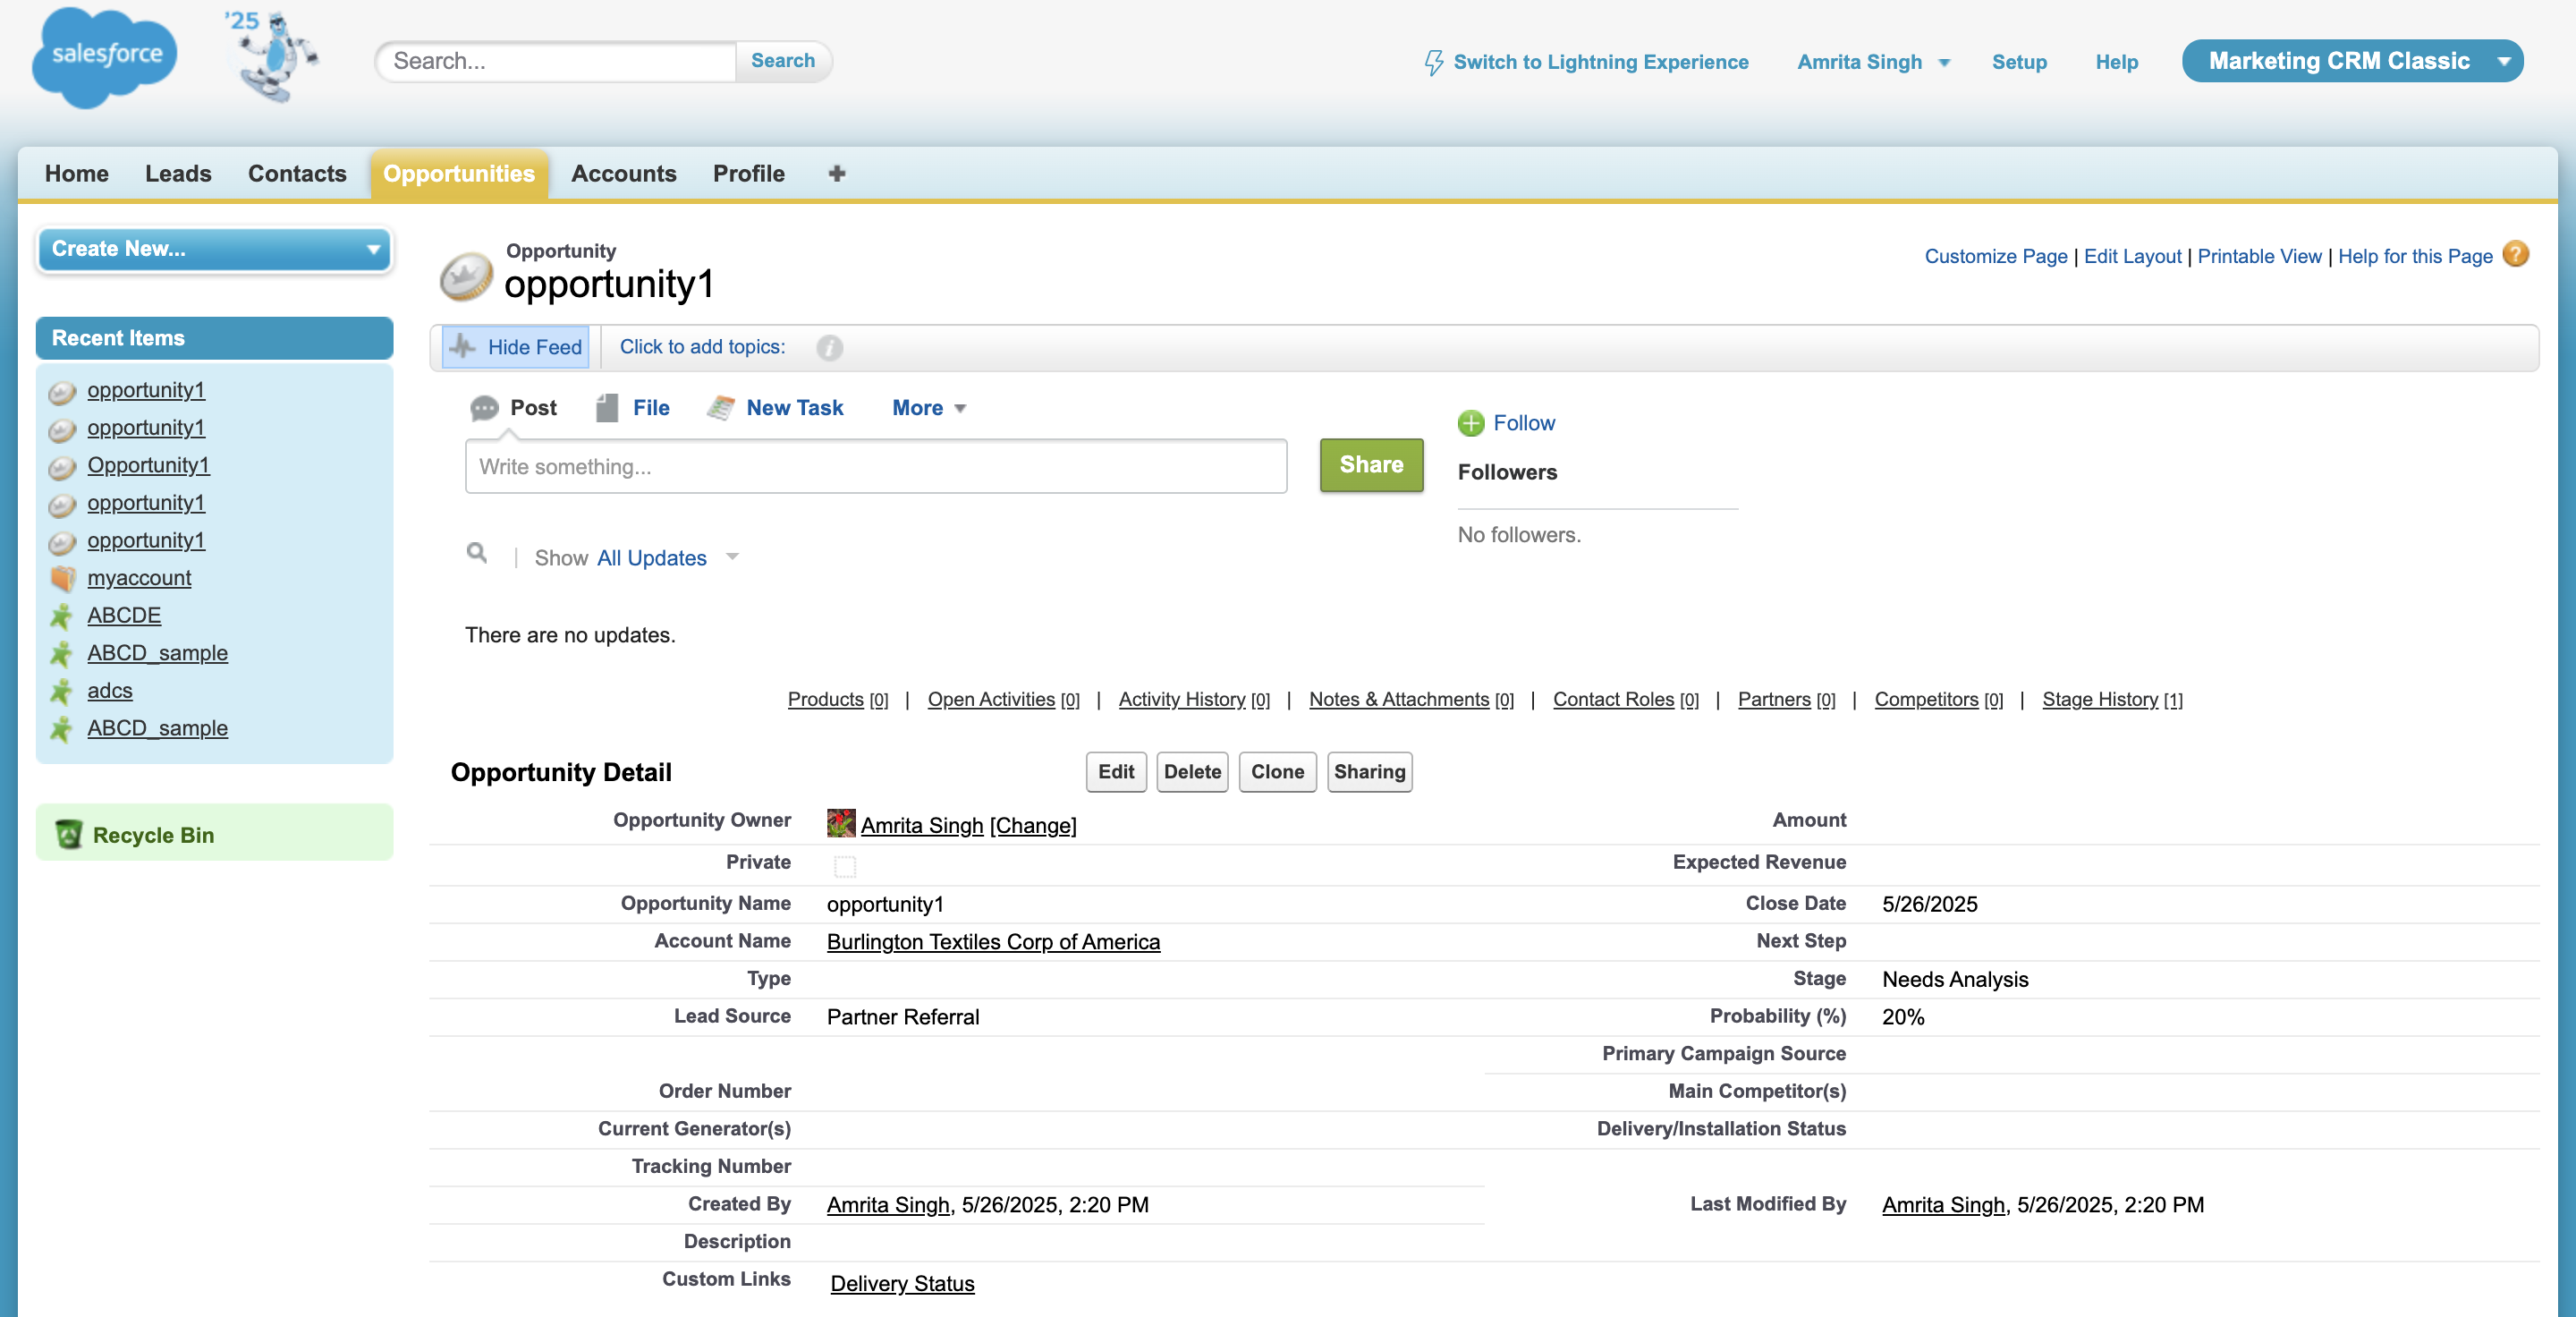 salesforce
'25
Search...
Search
Switch to Lightning Experience
Amrita Singh
Setup
Help
Marketing CRM Classic
Home
Leads
Contacts
Opportunities
Accounts
Profile
Create New...
Recent Items
opportunity1
opportunity1
Opportunity1
opportunity1
opportunity1
myaccount
ABCDE
ABCD_sample
adcs
ABCD_sample
Recycle Bin
Opportunity
opportunity1
Customize Page | Edit Layout | Printable View | Help for this Page ?
Hide Feed
Click to add topics:
Post
File
New Task
More
Write something...
Share
Follow
Followers
No followers.
Show All Updates
There are no updates.
Products [0] | Open Activities [0] | Activity History [0] | Notes & Attachments [0] | Contact Roles [0] | Partners [0] | Competitors [0] | Stage History [1]
Opportunity Detail
Edit
Delete
Clone
Sharing
Opportunity Owner Amrita Singh [Change]
Amount
Private
Expected Revenue
Opportunity Name opportunity1
Close Date 5/26/2025
Account Name Burlington Textiles Corp of America
Next Step
Type
Stage Needs Analysis
Lead Source Partner Referral
Probability (%) 20%
Primary Campaign Source
Order Number
Main Competitor(s)
Current Generator(s)
Delivery/Installation Status
Tracking Number
Created By Amrita Singh, 5/26/2025, 2:20 PM
Last Modified By Amrita Singh, 5/26/2025, 2:20 PM
Description
Custom Links Delivery Status